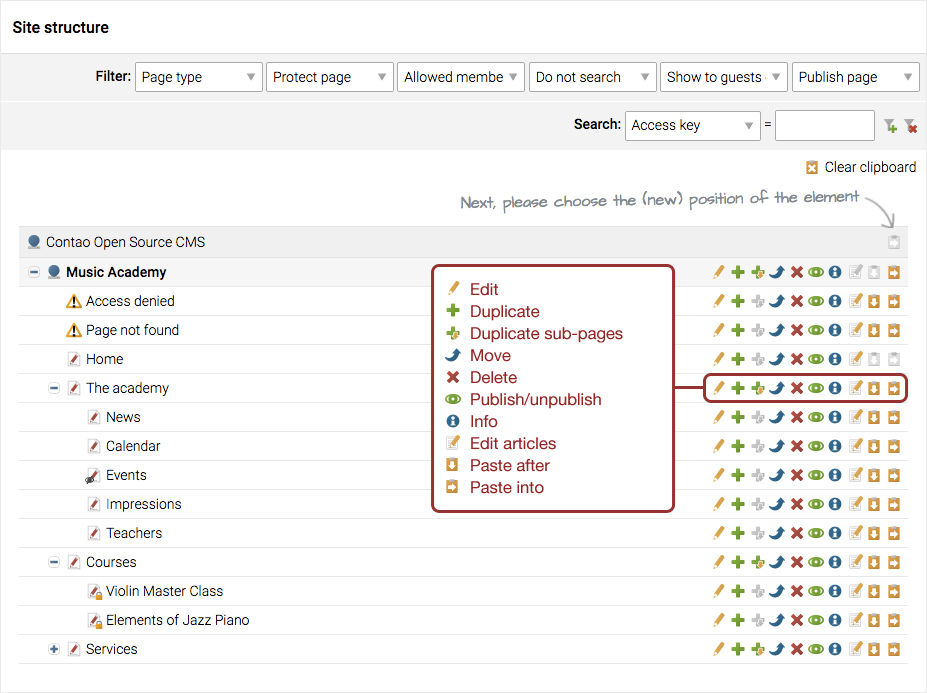 Site structure
Filter: Page type Protect page Allowed membe Do not search Show to guests Publish page
Search: Access key =
Clear clipboard
Next, please choose the (new) position of the element
Contao Open Source CMS
Music Academy
Access denied
Page not found
Home
The academy
News
Calendar
Events
Impressions
Teachers
Courses
Violin Master Class
Elements of Jazz Piano
Services
Edit
Duplicate
Duplicate sub-pages
Move
Delete
Publish/unpublish
Info
Edit articles
Paste after
Paste into